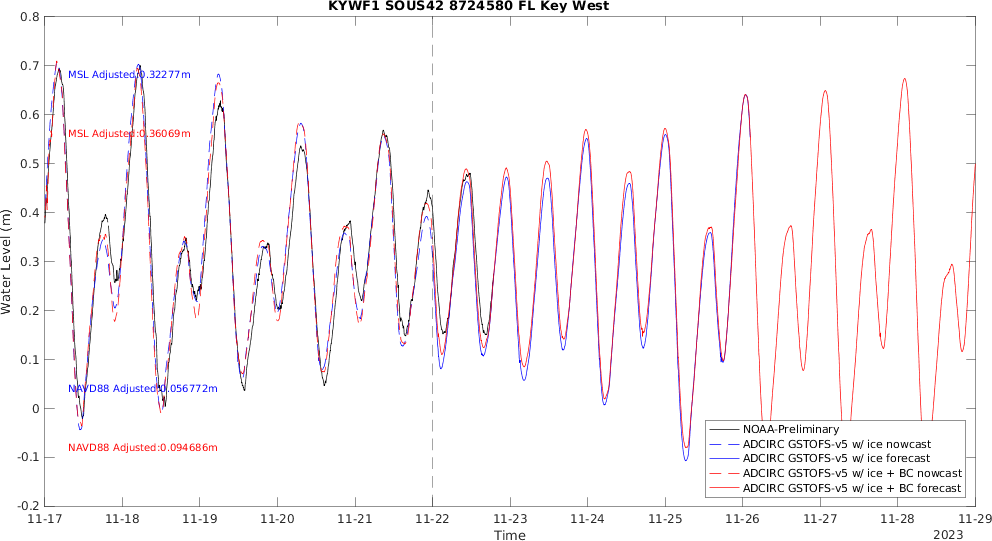 KYWF1 SOUS42 8724580 FL Key West
0.8
0.7
0.6
0.5
0.4
0.3
0.2
0.1
0
-0.1
-0.2
Water Level (m)
MSL Adjusted:0.32277m
MSL Adjusted:0.36069m
NAVD88 Adjusted:0.056772m
NAVD88 Adjusted:0.094686m
NOAA-Preliminary
ADCIRC GSTOFS-v5 w/ ice nowcast
ADCIRC GSTOFS-v5 w/ ice forecast
ADCIRC GSTOFS-v5 w/ ice + BC nowcast
ADCIRC GSTOFS-v5 w/ ice + BC forecast
11-17 11-18 11-19 11-20 11-21 11-22 11-23 11-24 11-25 11-26 11-27 11-28 11-29
Time
2023